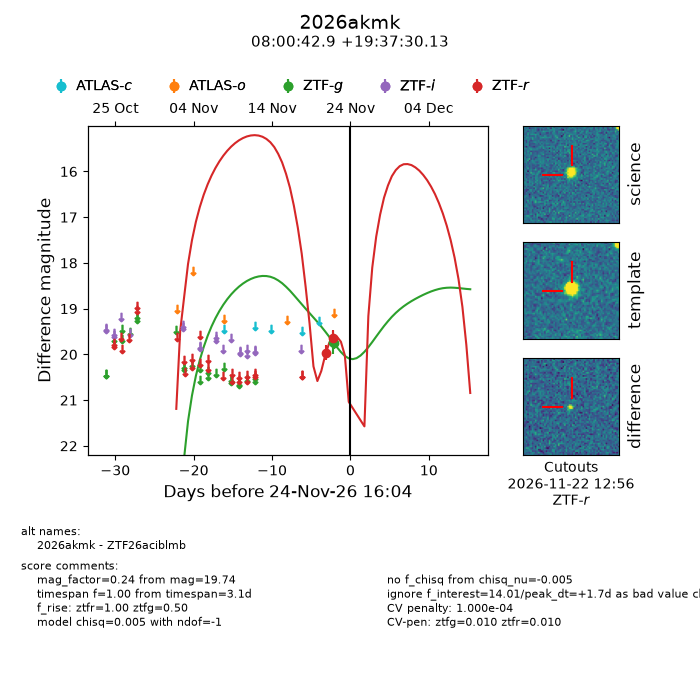 2026akmk
08:00:42.9 +19:37:30.13
ATLAS-c
ATLAS-o
ZTF-g
ZTF-i
ZTF-r
25 Oct
04 Nov
14 Nov
24 Nov
04 Dec
16
17
18
19
20
21
22
Difference magnitude
−30
−20
−10
0
10
Days before 24-Nov-26 16:04
science
template
difference
Cutouts
2026-11-22 12:56
ZTF-r
alt names:
2026akmk - ZTF26aciblmb
score comments:
mag_factor=0.24 from mag=19.74
timespan f=1.00 from timespan=3.1d
f_rise: ztfr=1.00 ztfg=0.50
model chisq=0.005 with ndof=-1
no f_chisq from chisq_nu=-0.005
ignore f_interest=14.01/peak_dt=+1.7d as bad value
CV penalty: 1.000e-04
CV-pen: ztfg=0.010 ztfr=0.010